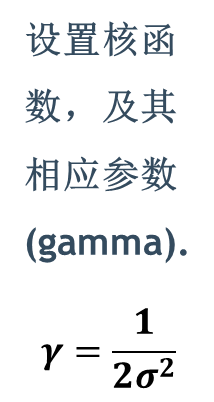 设置核函
数，及其
相应参数
(gamma).
γ = 1 / 2σ²